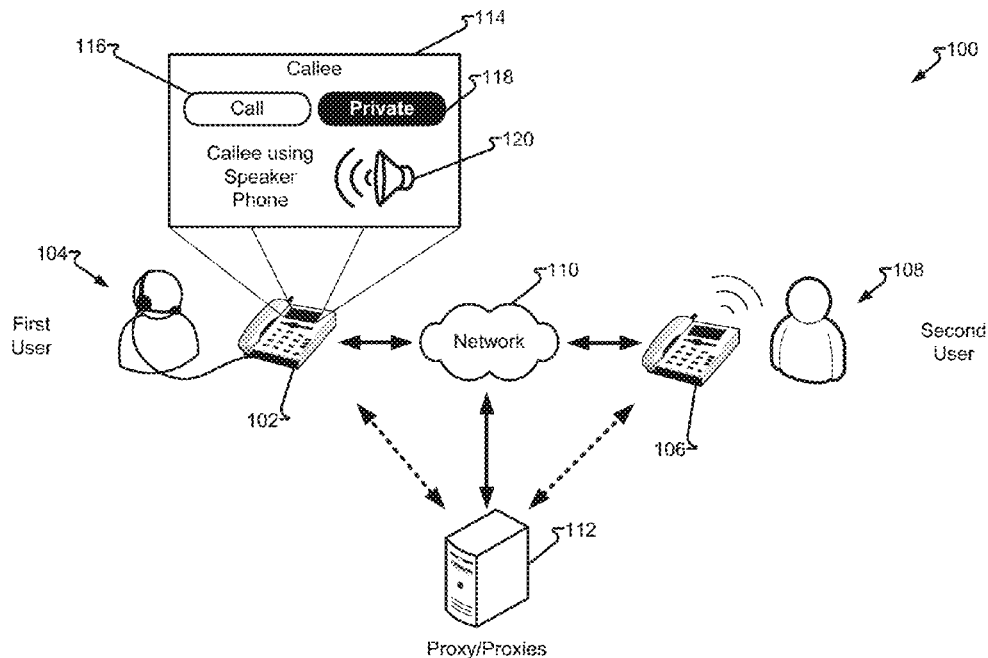 114
116
100
Callee
118
Call
Private
120
Callee using
Speaker
Phone
104
110
108
First
User
Network
Second
User
102
106
112
Proxy/Proxies